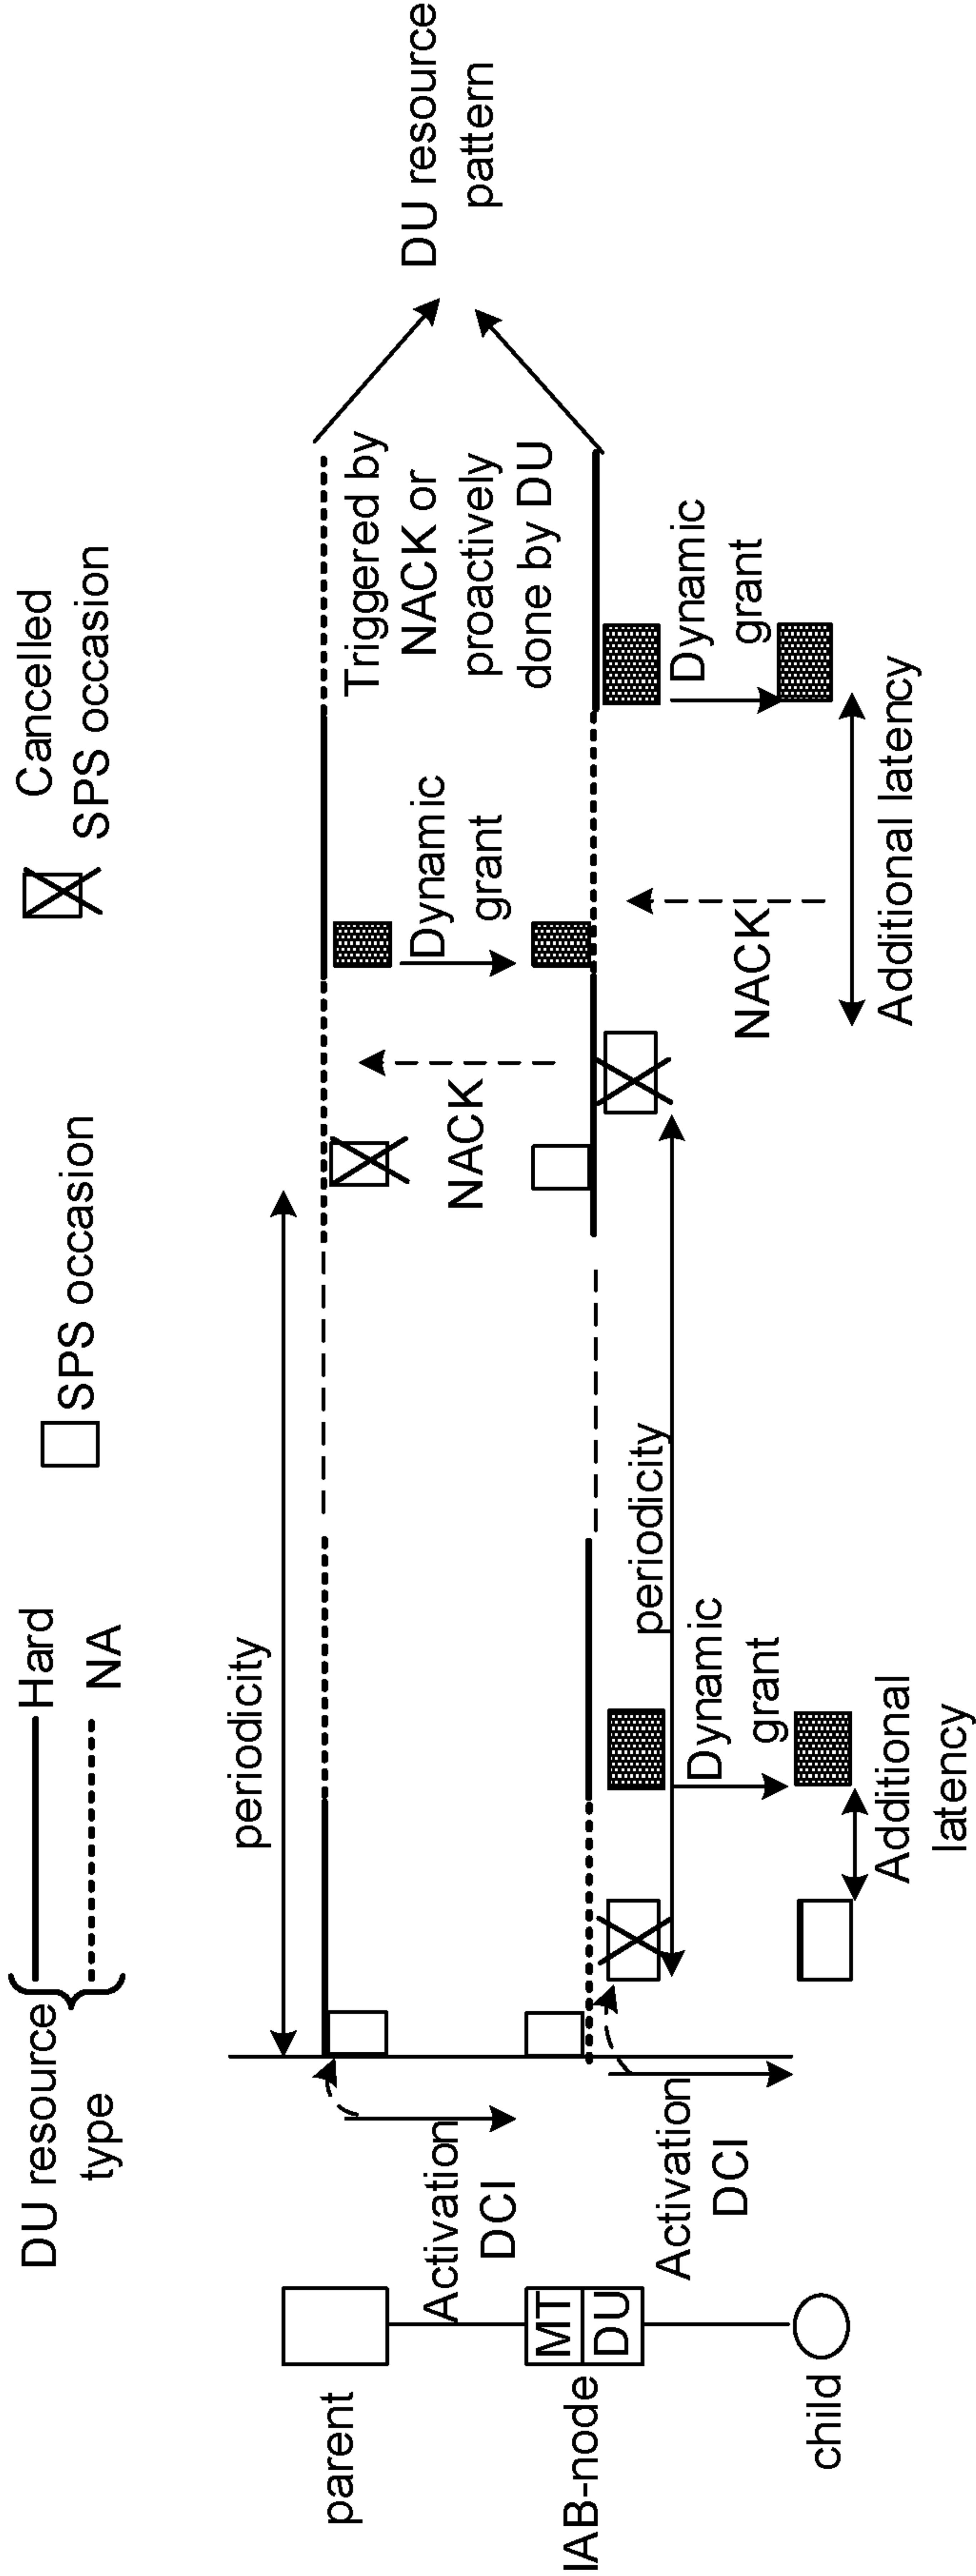 DU resource
type
Hard
NA
SPS occasion
Cancelled
SPS occasion
periodicity
parent
Activation
DCI
MT
DU
IAB-node
Activation
DCI
child
periodicity
Dynamic
grant
Additional
latency
NACK
Dynamic
grant
Triggered by
NACK or
proactively
done by DU
NACK
Dynamic
grant
Additional latency
DU resource
pattern